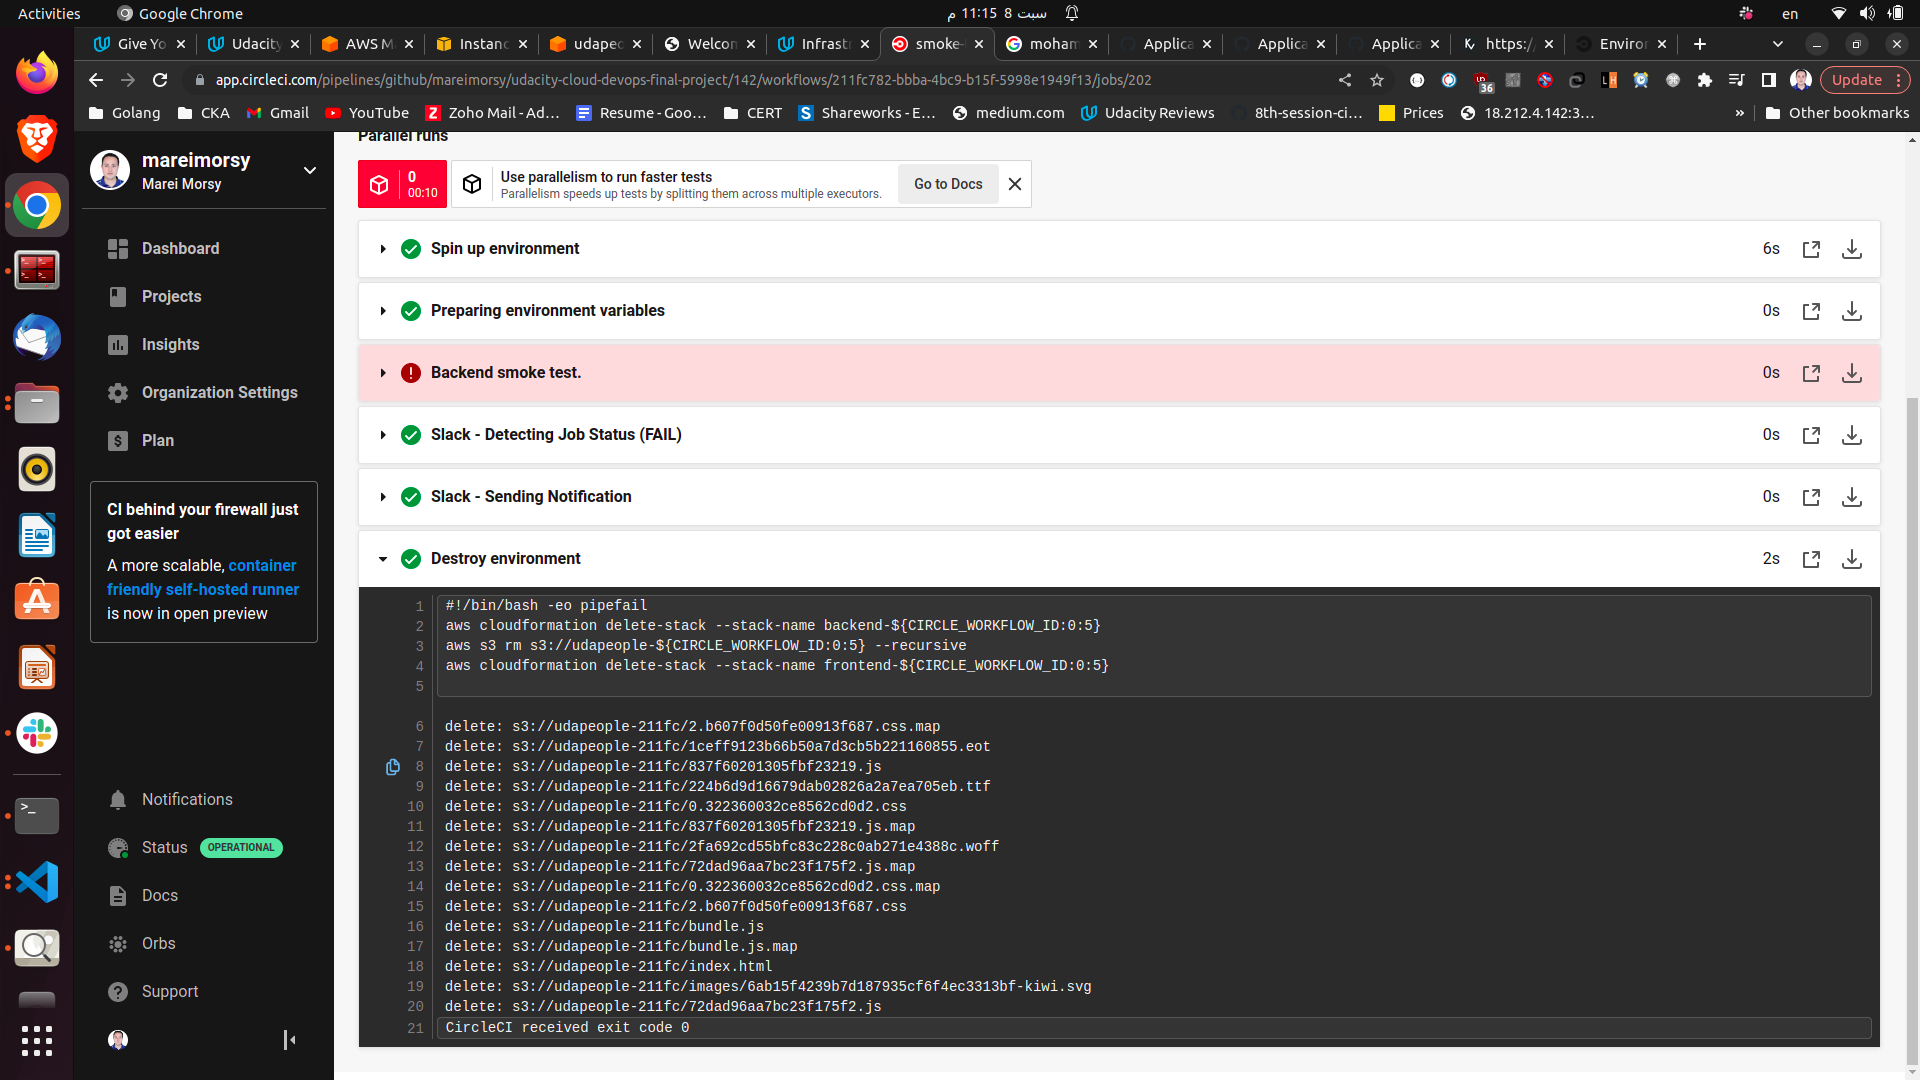 Activities
Google Chrome
سبت 8 11:15 م
en
Give Yo
Udacity
AWS M
Instanc
udapeo
Welcom
Infrastr
smoke-
moham
Applica
Applica
Applica
https:/
Enviror
app.circleci.com/pipelines/github/mareimorsy/udacity-cloud-devops-final-project/142/workflows/211fc782-bbba-4bc9-b15f-5998e1949f13/jobs/202
36
Update
Golang
CKA
Gmail
YouTube
Zoho Mail - Ad...
Resume - Goo...
CERT
Shareworks - E...
medium.com
Udacity Reviews
8th-session-ci...
Prices
18.212.4.142:3...
»
Other bookmarks
mareimorsy
Marei Morsy
Dashboard
Projects
Insights
Organization Settings
Plan
CI behind your firewall just
got easier
A more scalable, container
friendly self-hosted runner
is now in open preview
Notifications
Status OPERATIONAL
Docs
Orbs
Support
Parallel runs
0
00:10
Use parallelism to run faster tests
Parallelism speeds up tests by splitting them across multiple executors.
Go to Docs
Spin up environment 6s
Preparing environment variables 0s
Backend smoke test. 0s
Slack - Detecting Job Status (FAIL) 0s
Slack - Sending Notification 0s
Destroy environment 2s
1 #!/bin/bash -eo pipefail
2 aws cloudformation delete-stack --stack-name backend-${CIRCLE_WORKFLOW_ID:0:5}
3 aws s3 rm s3://udapeople-${CIRCLE_WORKFLOW_ID:0:5} --recursive
4 aws cloudformation delete-stack --stack-name frontend-${CIRCLE_WORKFLOW_ID:0:5}
5
6 delete: s3://udapeople-211fc/2.b607f0d50fe00913f687.css.map
7 delete: s3://udapeople-211fc/1ceff9123b66b50a7d3cb5b221160855.eot
8 delete: s3://udapeople-211fc/837f60201305fbf23219.js
9 delete: s3://udapeople-211fc/224b6d9d16679dab02826a2a7ea705eb.ttf
10 delete: s3://udapeople-211fc/0.322360032ce8562cd0d2.css
11 delete: s3://udapeople-211fc/837f60201305fbf23219.js.map
12 delete: s3://udapeople-211fc/2fa692cd55bfc83c228c0ab271e4388c.woff
13 delete: s3://udapeople-211fc/72dad96aa7bc23f175f2.js.map
14 delete: s3://udapeople-211fc/0.322360032ce8562cd0d2.css.map
15 delete: s3://udapeople-211fc/2.b607f0d50fe00913f687.css
16 delete: s3://udapeople-211fc/bundle.js
17 delete: s3://udapeople-211fc/bundle.js.map
18 delete: s3://udapeople-211fc/index.html
19 delete: s3://udapeople-211fc/images/6ab15f4239b7d187935cf6f4ec3313bf-kiwi.svg
20 delete: s3://udapeople-211fc/72dad96aa7bc23f175f2.js
21 CircleCI received exit code 0